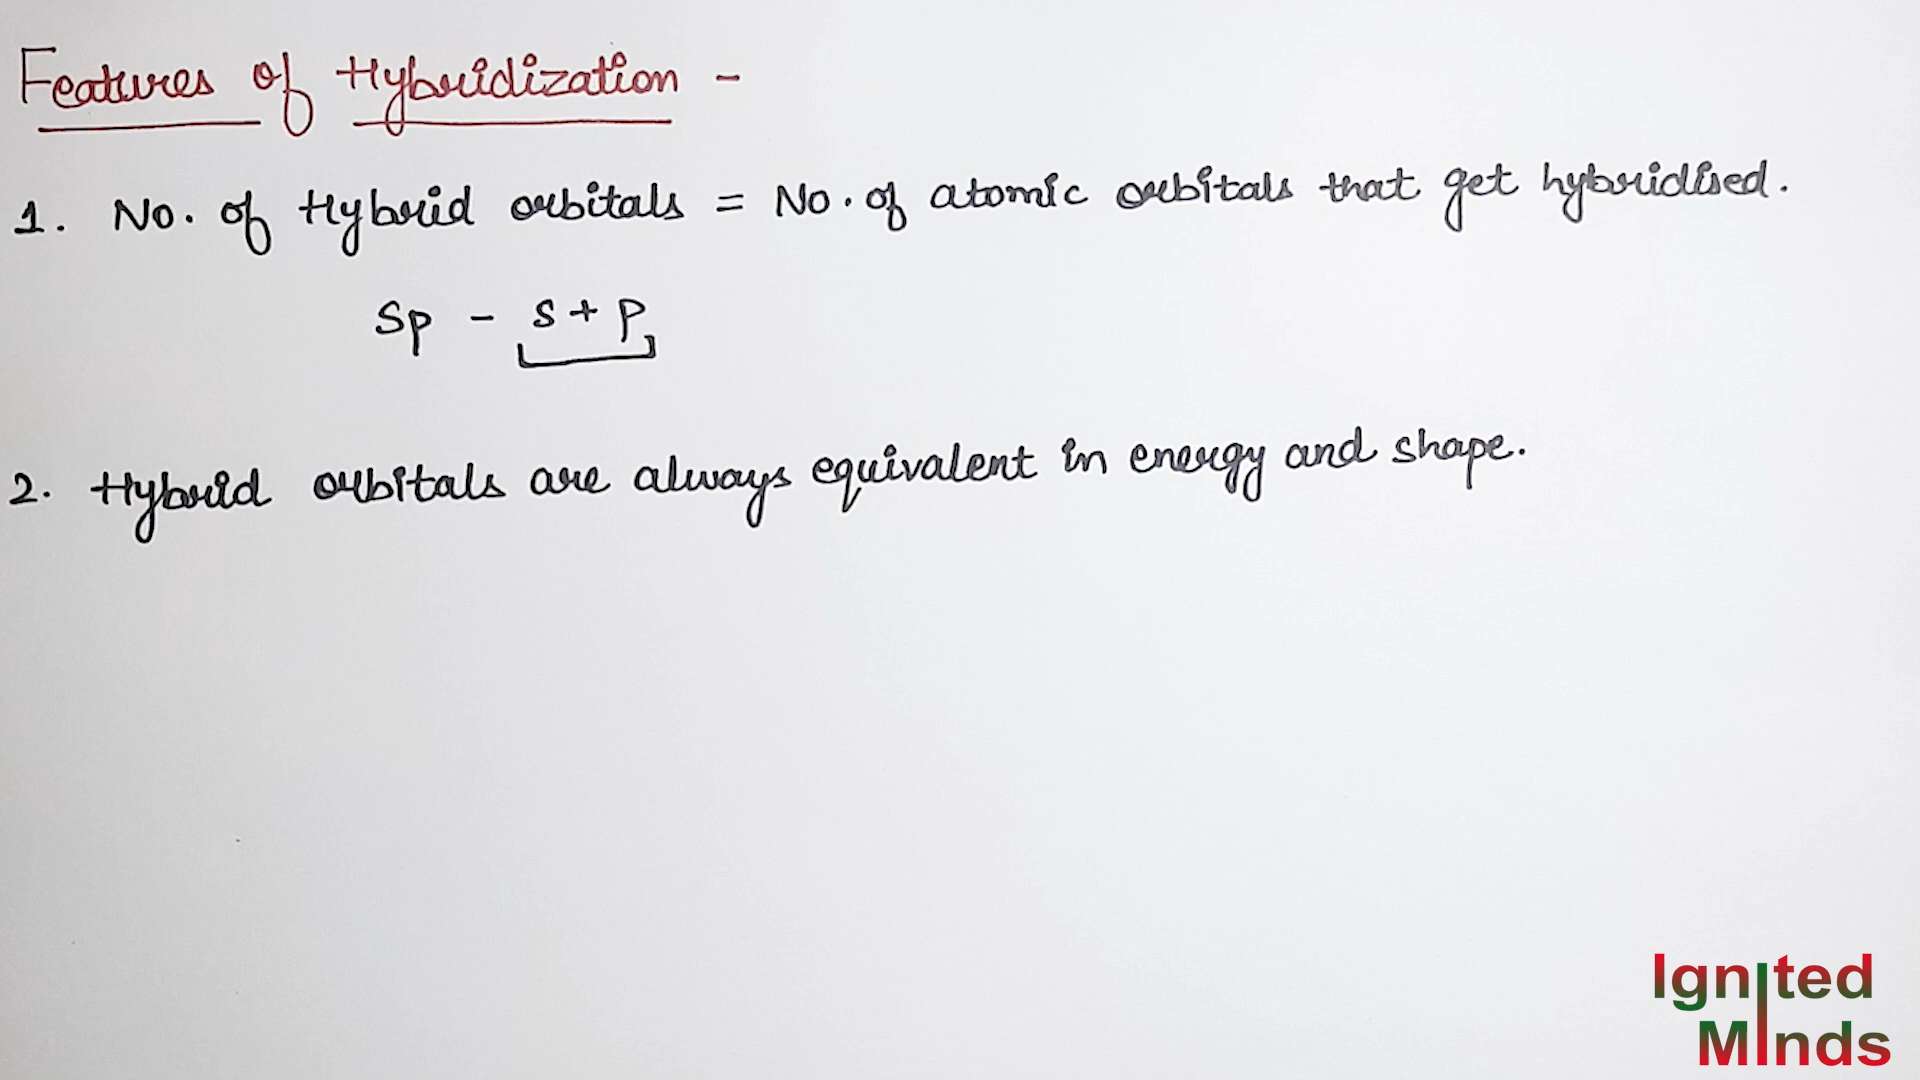 Features of Hybridization -
1. No. of Hybrid orbitals = No. of atomic orbitals that get hybridised.
Sp - s + p
2. Hybrid orbitals are always equivalent in energy and shape.
Ignited
Minds